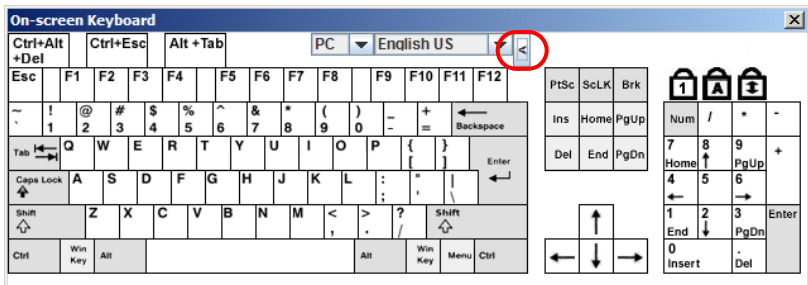 On-screen Keyboard
Ctrl+Alt +Del Ctrl+Esc Alt +Tab PC English US <
Esc F1 F2 F3 F4 F5 F6 F7 F8 F9 F10 F11 F12 PtSc ScLK Brk 1 A
~ ! @ # $ % ^ & * ( ) _ +
` 1 2 3 4 5 6 7 8 9 0 - = Backspace Ins Home PgUp Num / * -
Tab Q W E R T Y U I O P { }
[ ] Enter Del End PgDn 7 Home 8 9 PgUp +
Caps Lock A S D F G H J K L : " |
; ' \ 4 5 6
Shift Z X C V B N M < > ? Shift
, . / 1 End 2 3 PgDn Enter
Ctrl Win Key Alt Alt Win Key Menu Ctrl 0 Insert . Del